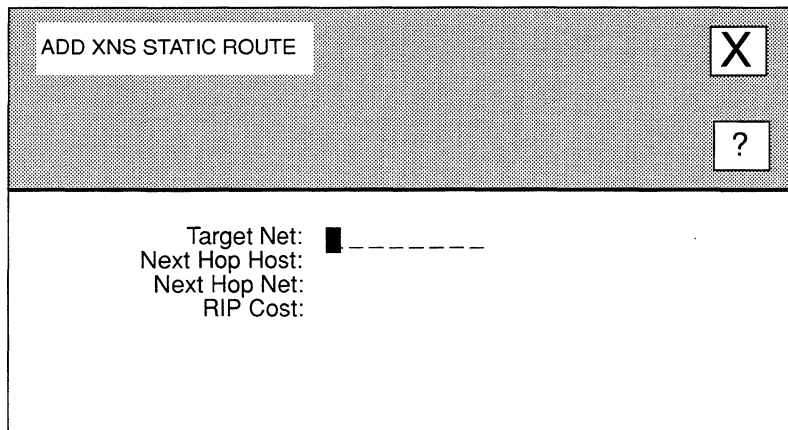 ADD XNS STATIC ROUTE
X
?
Target Net:
Next Hop Host:
Next Hop Net:
RIP Cost: